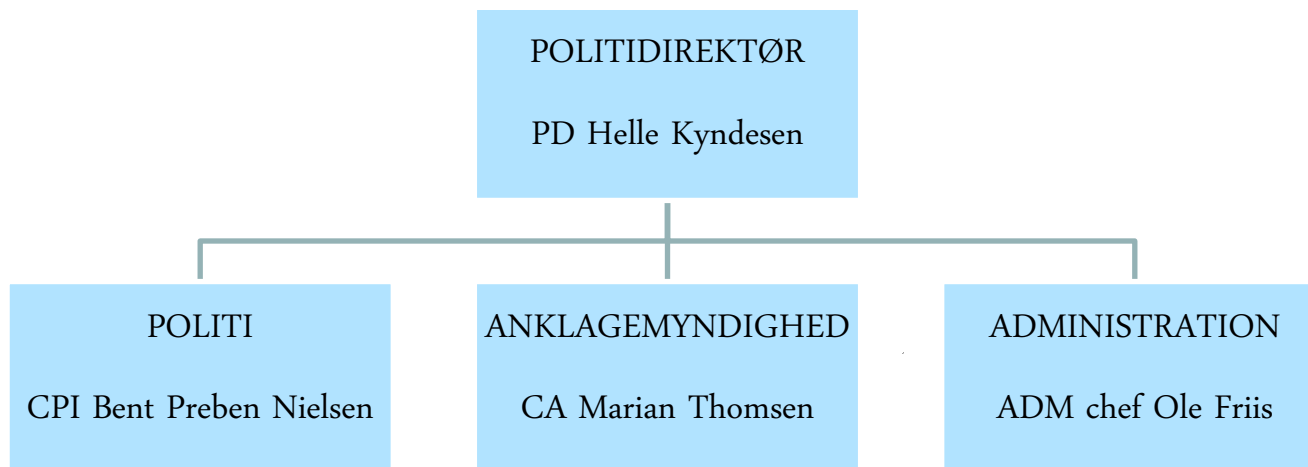 POLITIDIREKTØR
PD Helle Kyndesen
POLITI
CPI Bent Preben Nielsen
ANKLAGEMYNDIGHED
CA Marian Thomsen
ADMINISTRATION
ADM chef Ole Friis